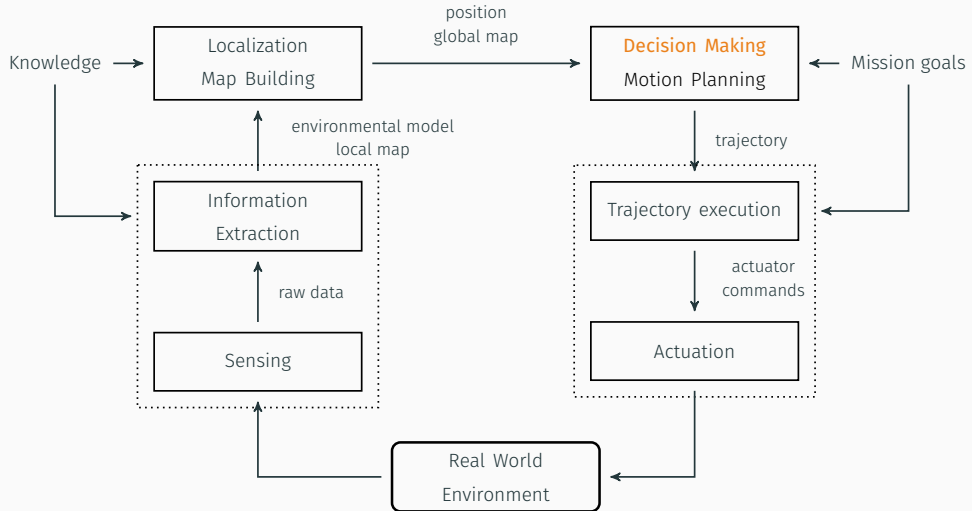 position
global map
Knowledge
Localization
Map Building
Decision Making
Motion Planning
Mission goals
environmental model
local map
trajectory
Information
Extraction
Trajectory execution
raw data
actuator
commands
Sensing
Actuation
Real World
Environment